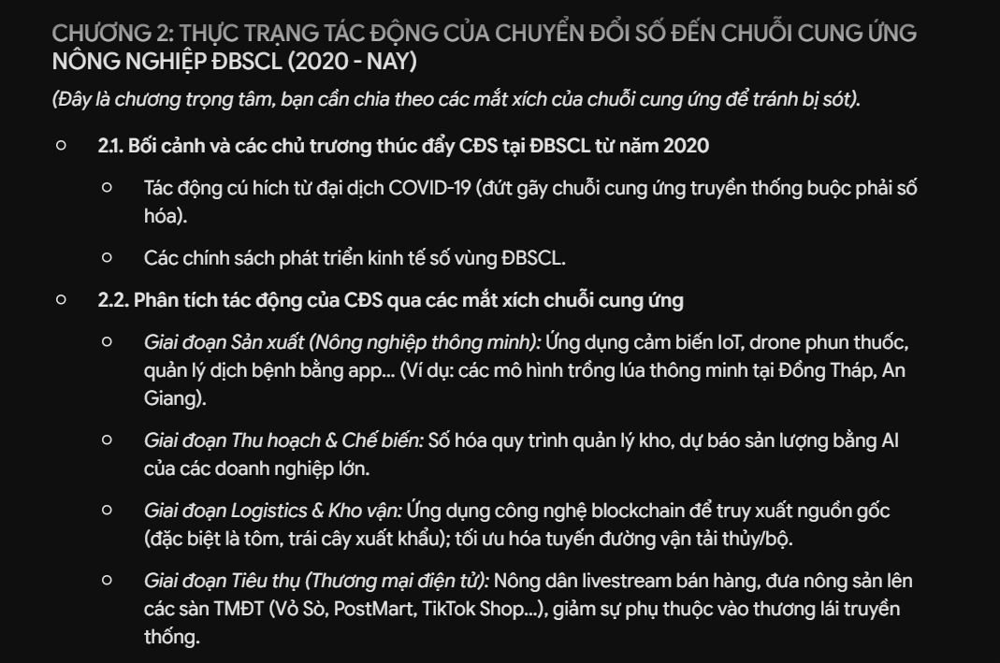 CHƯƠNG 2: THỰC TRẠNG TÁC ĐỘNG CỦA CHUYỂN ĐỔI SỐ ĐẾN CHUỖI CUNG ỨNG
NÔNG NGHIỆP ĐBSCL (2020 - NAY)
(Đây là chương trọng tâm, bạn cần chia theo các mắt xích của chuỗi cung ứng để tránh bị sót).
2.1. Bối cảnh và các chủ trương thúc đẩy CĐS tại ĐBSCL từ năm 2020
Tác động cú hích từ đại dịch COVID-19 (đứt gãy chuỗi cung ứng truyền thống buộc phải số
hóa).
Các chính sách phát triển kinh tế số vùng ĐBSCL.
2.2. Phân tích tác động của CĐS qua các mắt xích chuỗi cung ứng
Giai đoạn Sản xuất (Nông nghiệp thông minh): Ứng dụng cảm biến IoT, drone phun thuốc,
quản lý dịch bệnh bằng app... (Ví dụ: các mô hình trồng lúa thông minh tại Đồng Tháp, An
Giang).
Giai đoạn Thu hoạch & Chế biến: Số hóa quy trình quản lý kho, dự báo sản lượng bằng AI
của các doanh nghiệp lớn.
Giai đoạn Logistics & Kho vận: Ứng dụng công nghệ blockchain để truy xuất nguồn gốc
(đặc biệt là tôm, trái cây xuất khẩu); tối ưu hóa tuyến đường vận tải thủy/bộ.
Giai đoạn Tiêu thụ (Thương mại điện tử): Nông dân livestream bán hàng, đưa nông sản lên
các sàn TMĐT (Vỏ Sò, PostMart, TikTok Shop...), giảm sự phụ thuộc vào thương lái truyền
thống.